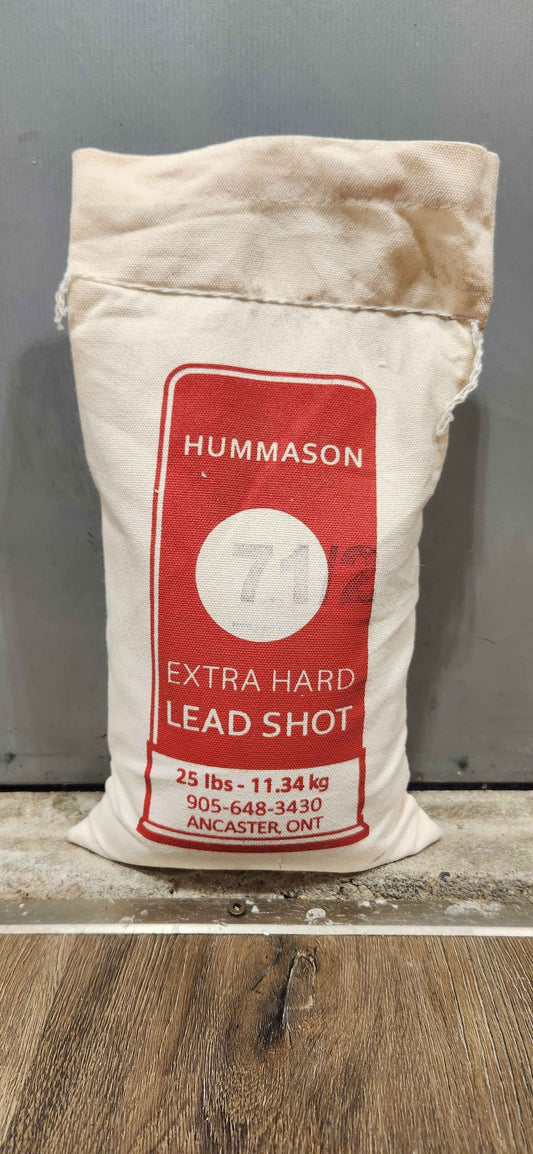 HUMMASON
7.1/2
EXTRA HARD
LEAD SHOT
25 lbs - 11.34 kg
905-648-3430
ANCASTER, ONT